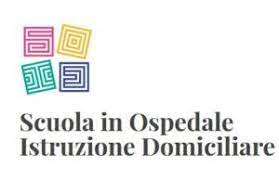 Scuola in Ospedale
Istruzione Domiciliare